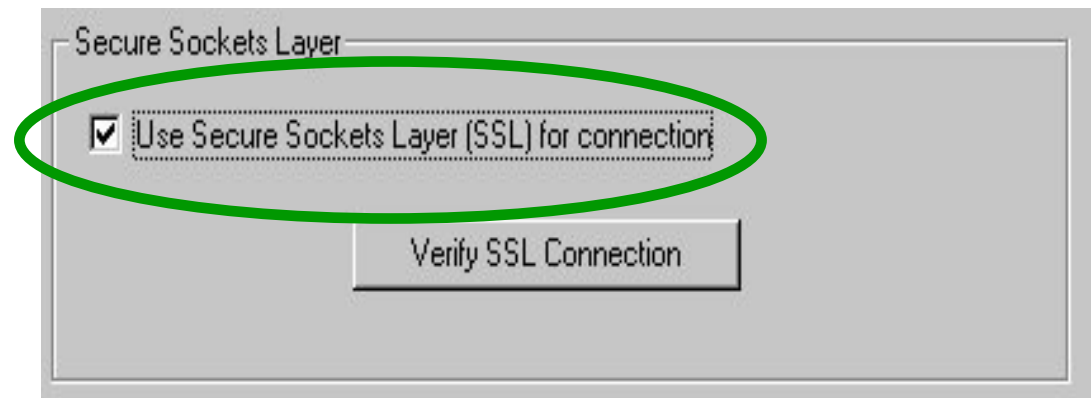 Secure Sockets Layer
Use Secure Sockets Layer (SSL) for connection
Verify SSL Connection